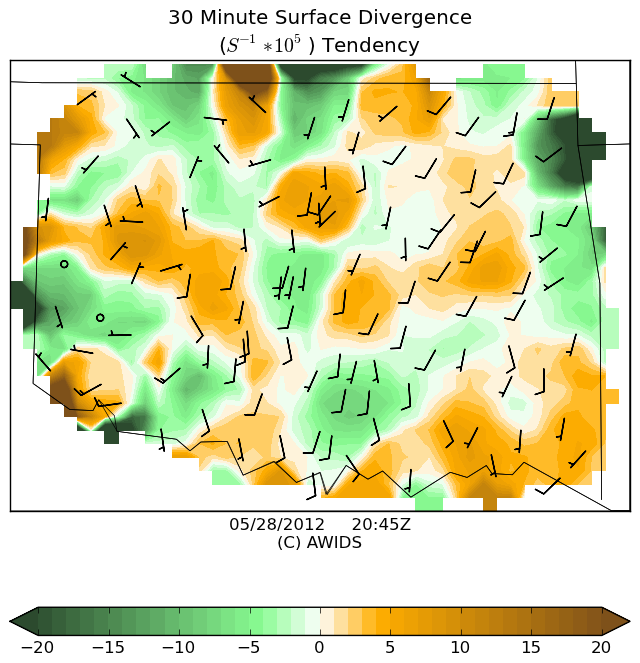 30 Minute Surface Divergence
(S⁻¹ * 10⁵ ) Tendency
05/28/2012 20:45Z
(C) AWIDS
−20 −15 −10 −5 0 5 10 15 20